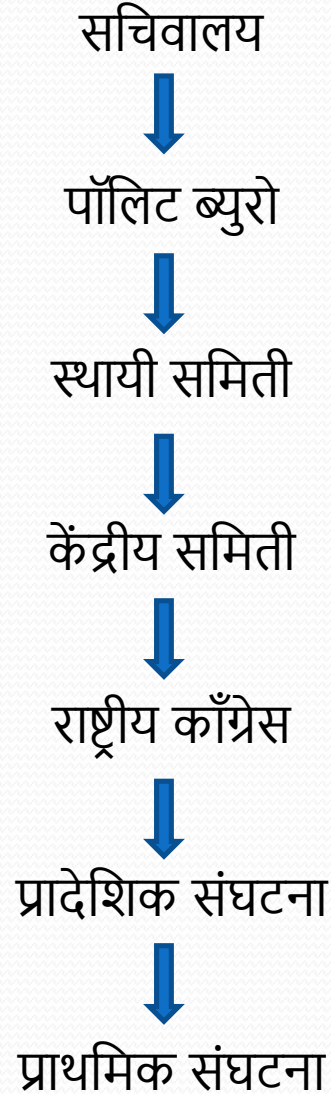 सचिवालय
पॉलिट ब्युरो
स्थायी समिती
केंद्रीय समिती
राष्ट्रीय काँग्रेस
प्रादेशिक संघटना
प्राथमिक संघटना